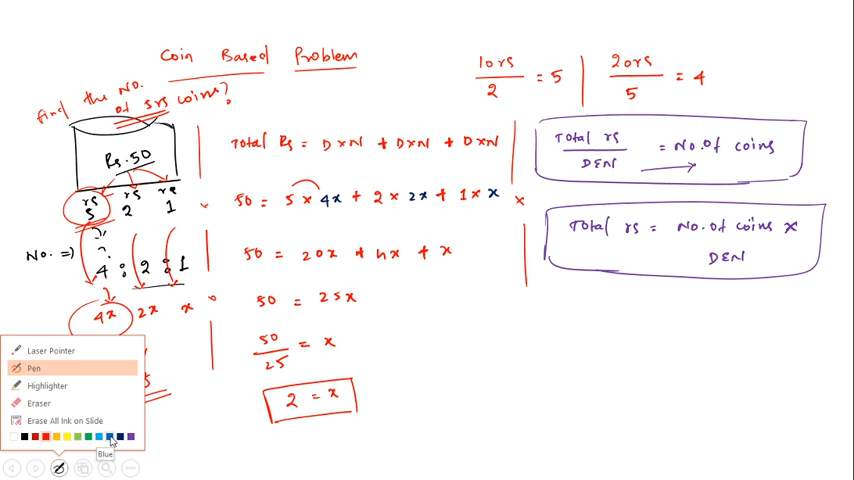 Coin Based Problem
find the No. of 5rs coins?
10rs / 2 = 5 | 20rs / 5 = 4
Rs.50
Total Rs = D×N + D×N + D×N
Total rs / DEN = No.of coins
rs rs rs
5 2 1
50 = 5 × 4x + 2 × 2x + 1 × x
Total rs = No.of coins × DEN
No. =) 4 : 2 : 1
?
50 = 20x + 4x + x
4x 2x x
50 = 25x
50 / 25 = x
2 = x
Laser Pointer
Pen
Highlighter
Eraser
Erase All Ink on Slide
Blue